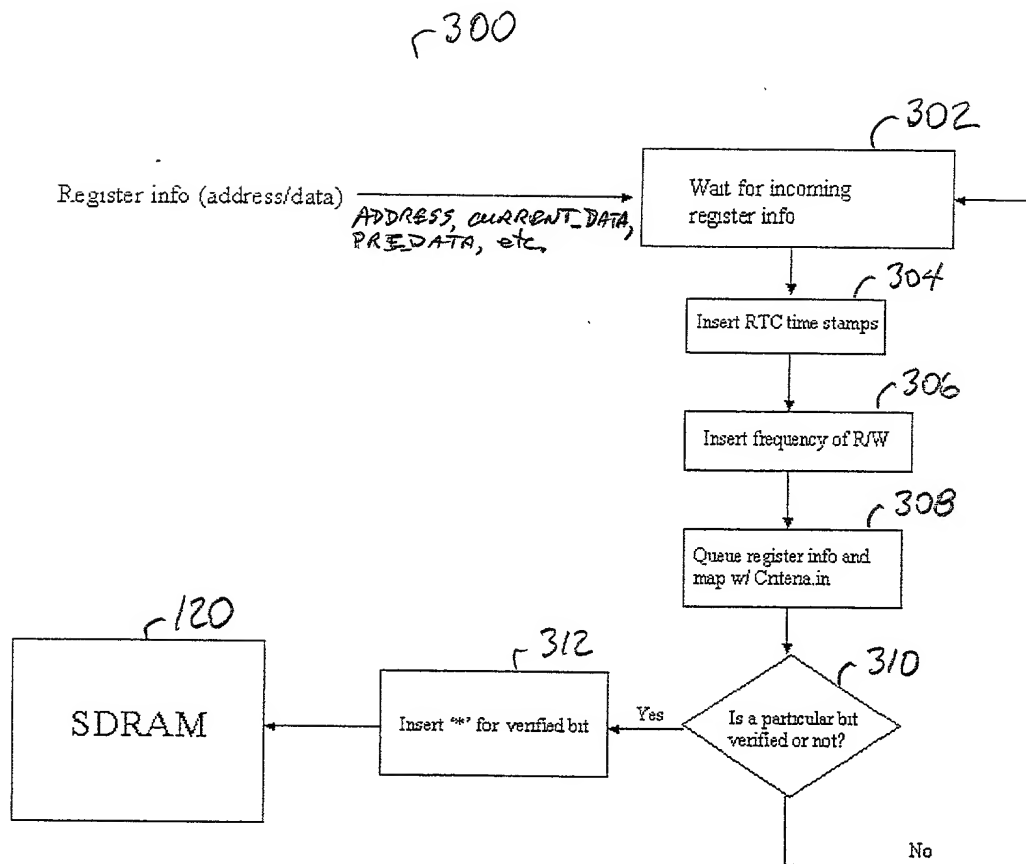 300
302
Register info (address/data)
ADDRESS, CURRENT_DATA,
PRE_DATA, etc.
Wait for incoming
register info
304
Insert RTC time stamps
306
Insert frequency of R/W
308
Queue register info and
map w/ Criteria.in
120
SDRAM
312
Insert '*' for verified bit
Yes
310
Is a particular bit
verified or not?
No